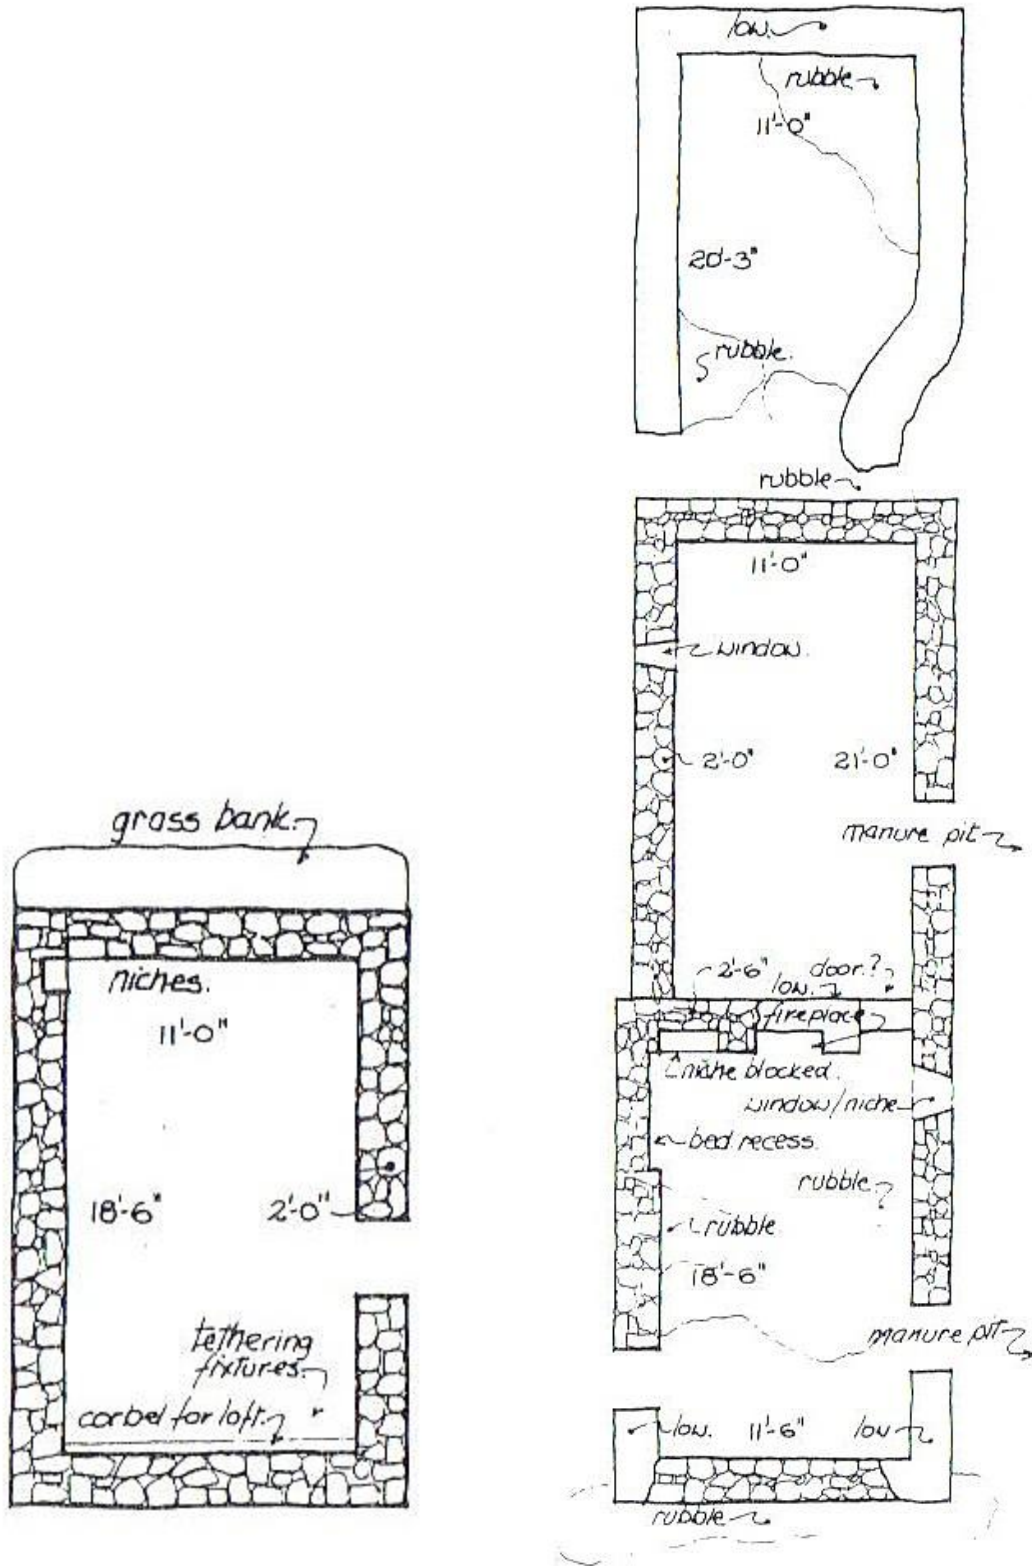 low.
rubble
11'-0"
20'-3"
rubble.
rubble
11'-0"
window.
2'-0"
21'-0"
manure pit
2'-6"
door.?
low.
fireplace
niche blocked.
window/niche
bed recess.
rubble
rubble.
18'-6"
manure pit
low.
11'-6"
low
rubble
grass bank.
niches.
11'-0"
18'-6"
2'-0"
tethering
fixtures.
corbel for loft.